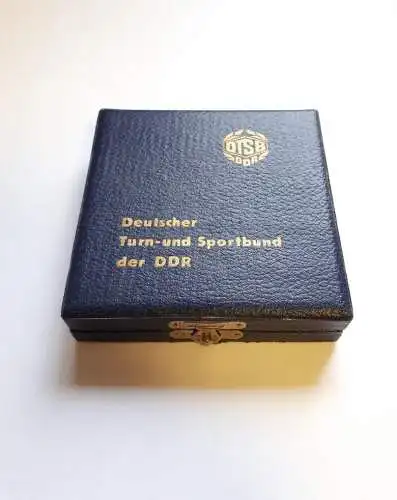 DTSB
DDR
Deutscher
Turn-und Sportbund
der DDR